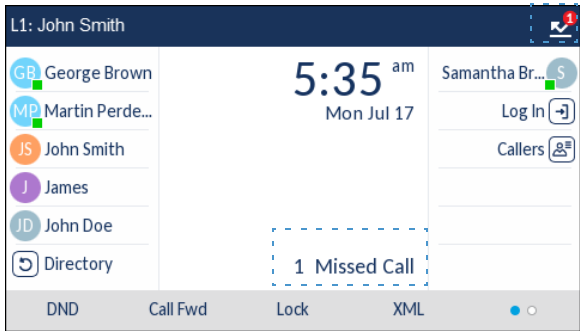 L1: John Smith
1
GB George Brown
MP Martin Perde...
JS John Smith
J James
JD John Doe
Directory
5:35 am
Mon Jul 17
1 Missed Call
Samantha Br... S
Log In
Callers
DND Call Fwd Lock XML